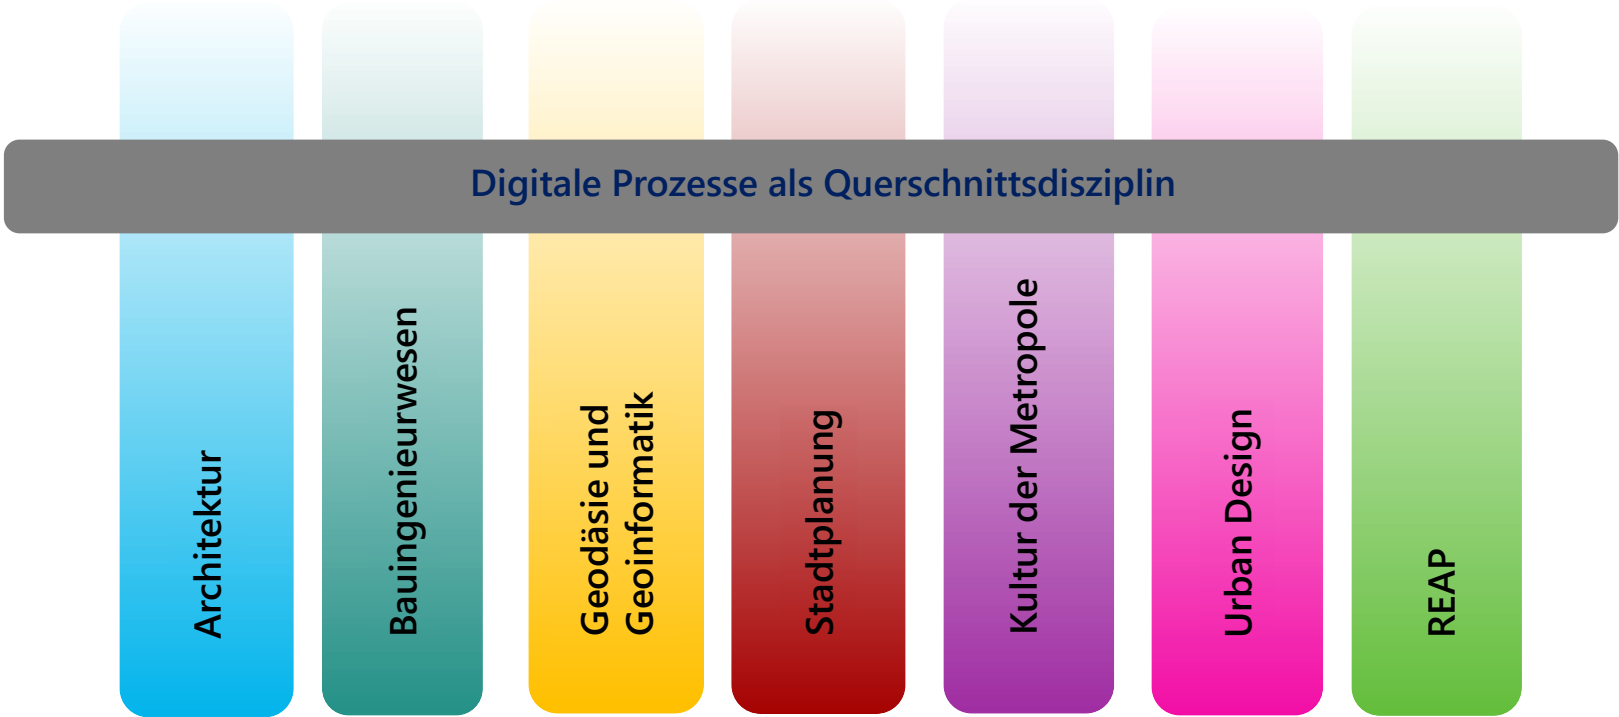 Digitale Prozesse als Querschnittsdisziplin
Architektur
Bauingenieurwesen
Geodäsie und
Geoinformatik
Stadtplanung
Kultur der Metropole
Urban Design
REAP